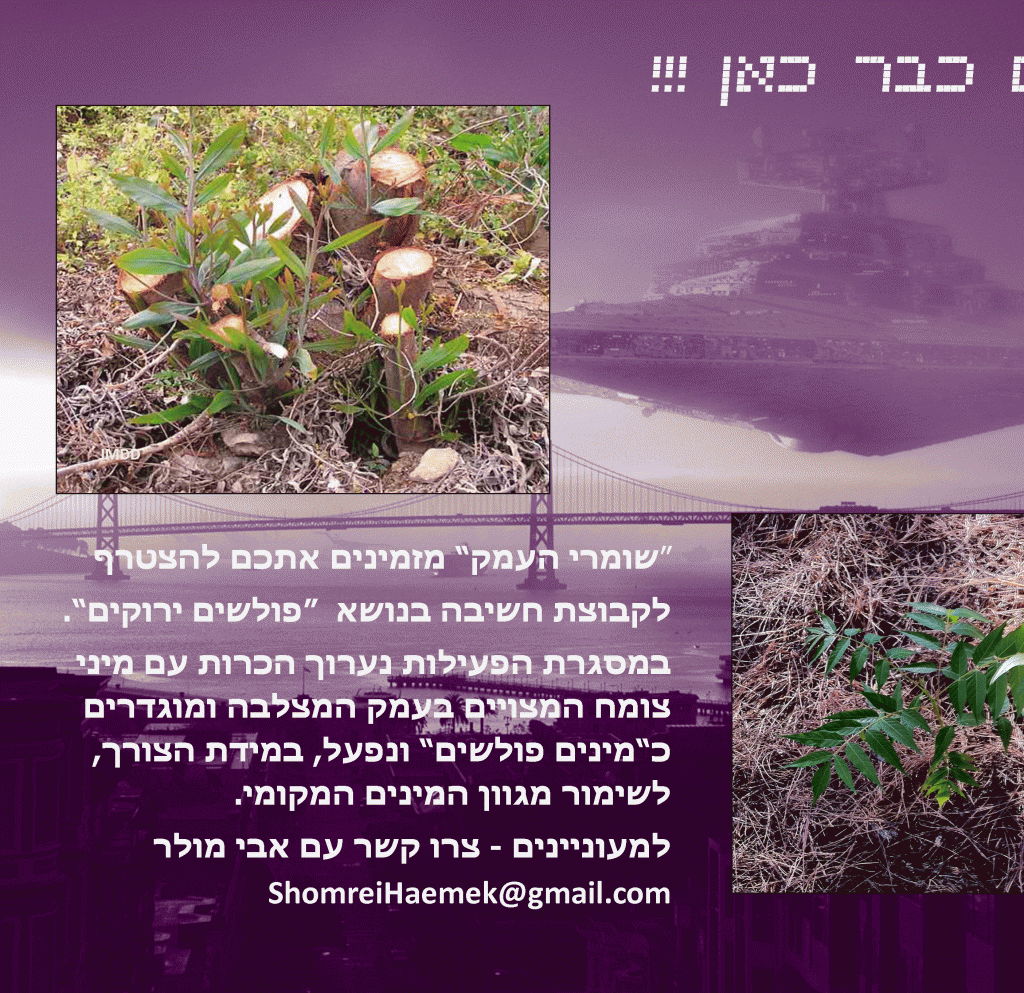 כבר כאן !!!
IMDD
"שומרי העמק" מזמינים אתכם להצטרף
לקבוצת חשיבה בנושא "פולשים ירוקים".
במסגרת הפעילות נערוך הכרות עם מיני
צומח המצויים בעמק המצלבה ומוגדרים
כ"מינים פולשים" ונפעל, במידת הצורך,
לשימור מגוון המינים המקומי.
למעוניינים - צרו קשר עם אבי מולר
ShomreiHaemek@gmail.com